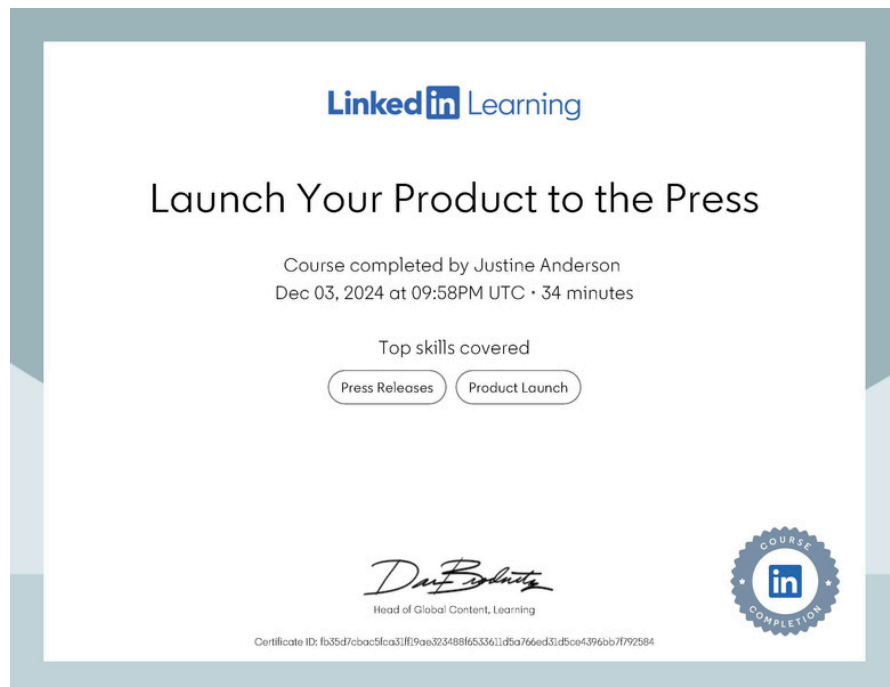 Linked in Learning
Launch Your Product to the Press
Course completed by Justine Anderson
Dec 03, 2024 at 09:58PM UTC · 34 minutes
Top skills covered
Press Releases Product Launch
Head of Global Content, Learning
COURSE
in
COMPLETION
Certificate ID: fb35d7cbac5fca31ff19ae323488f6533611d5a766ed31d5ce4396bb7f792584